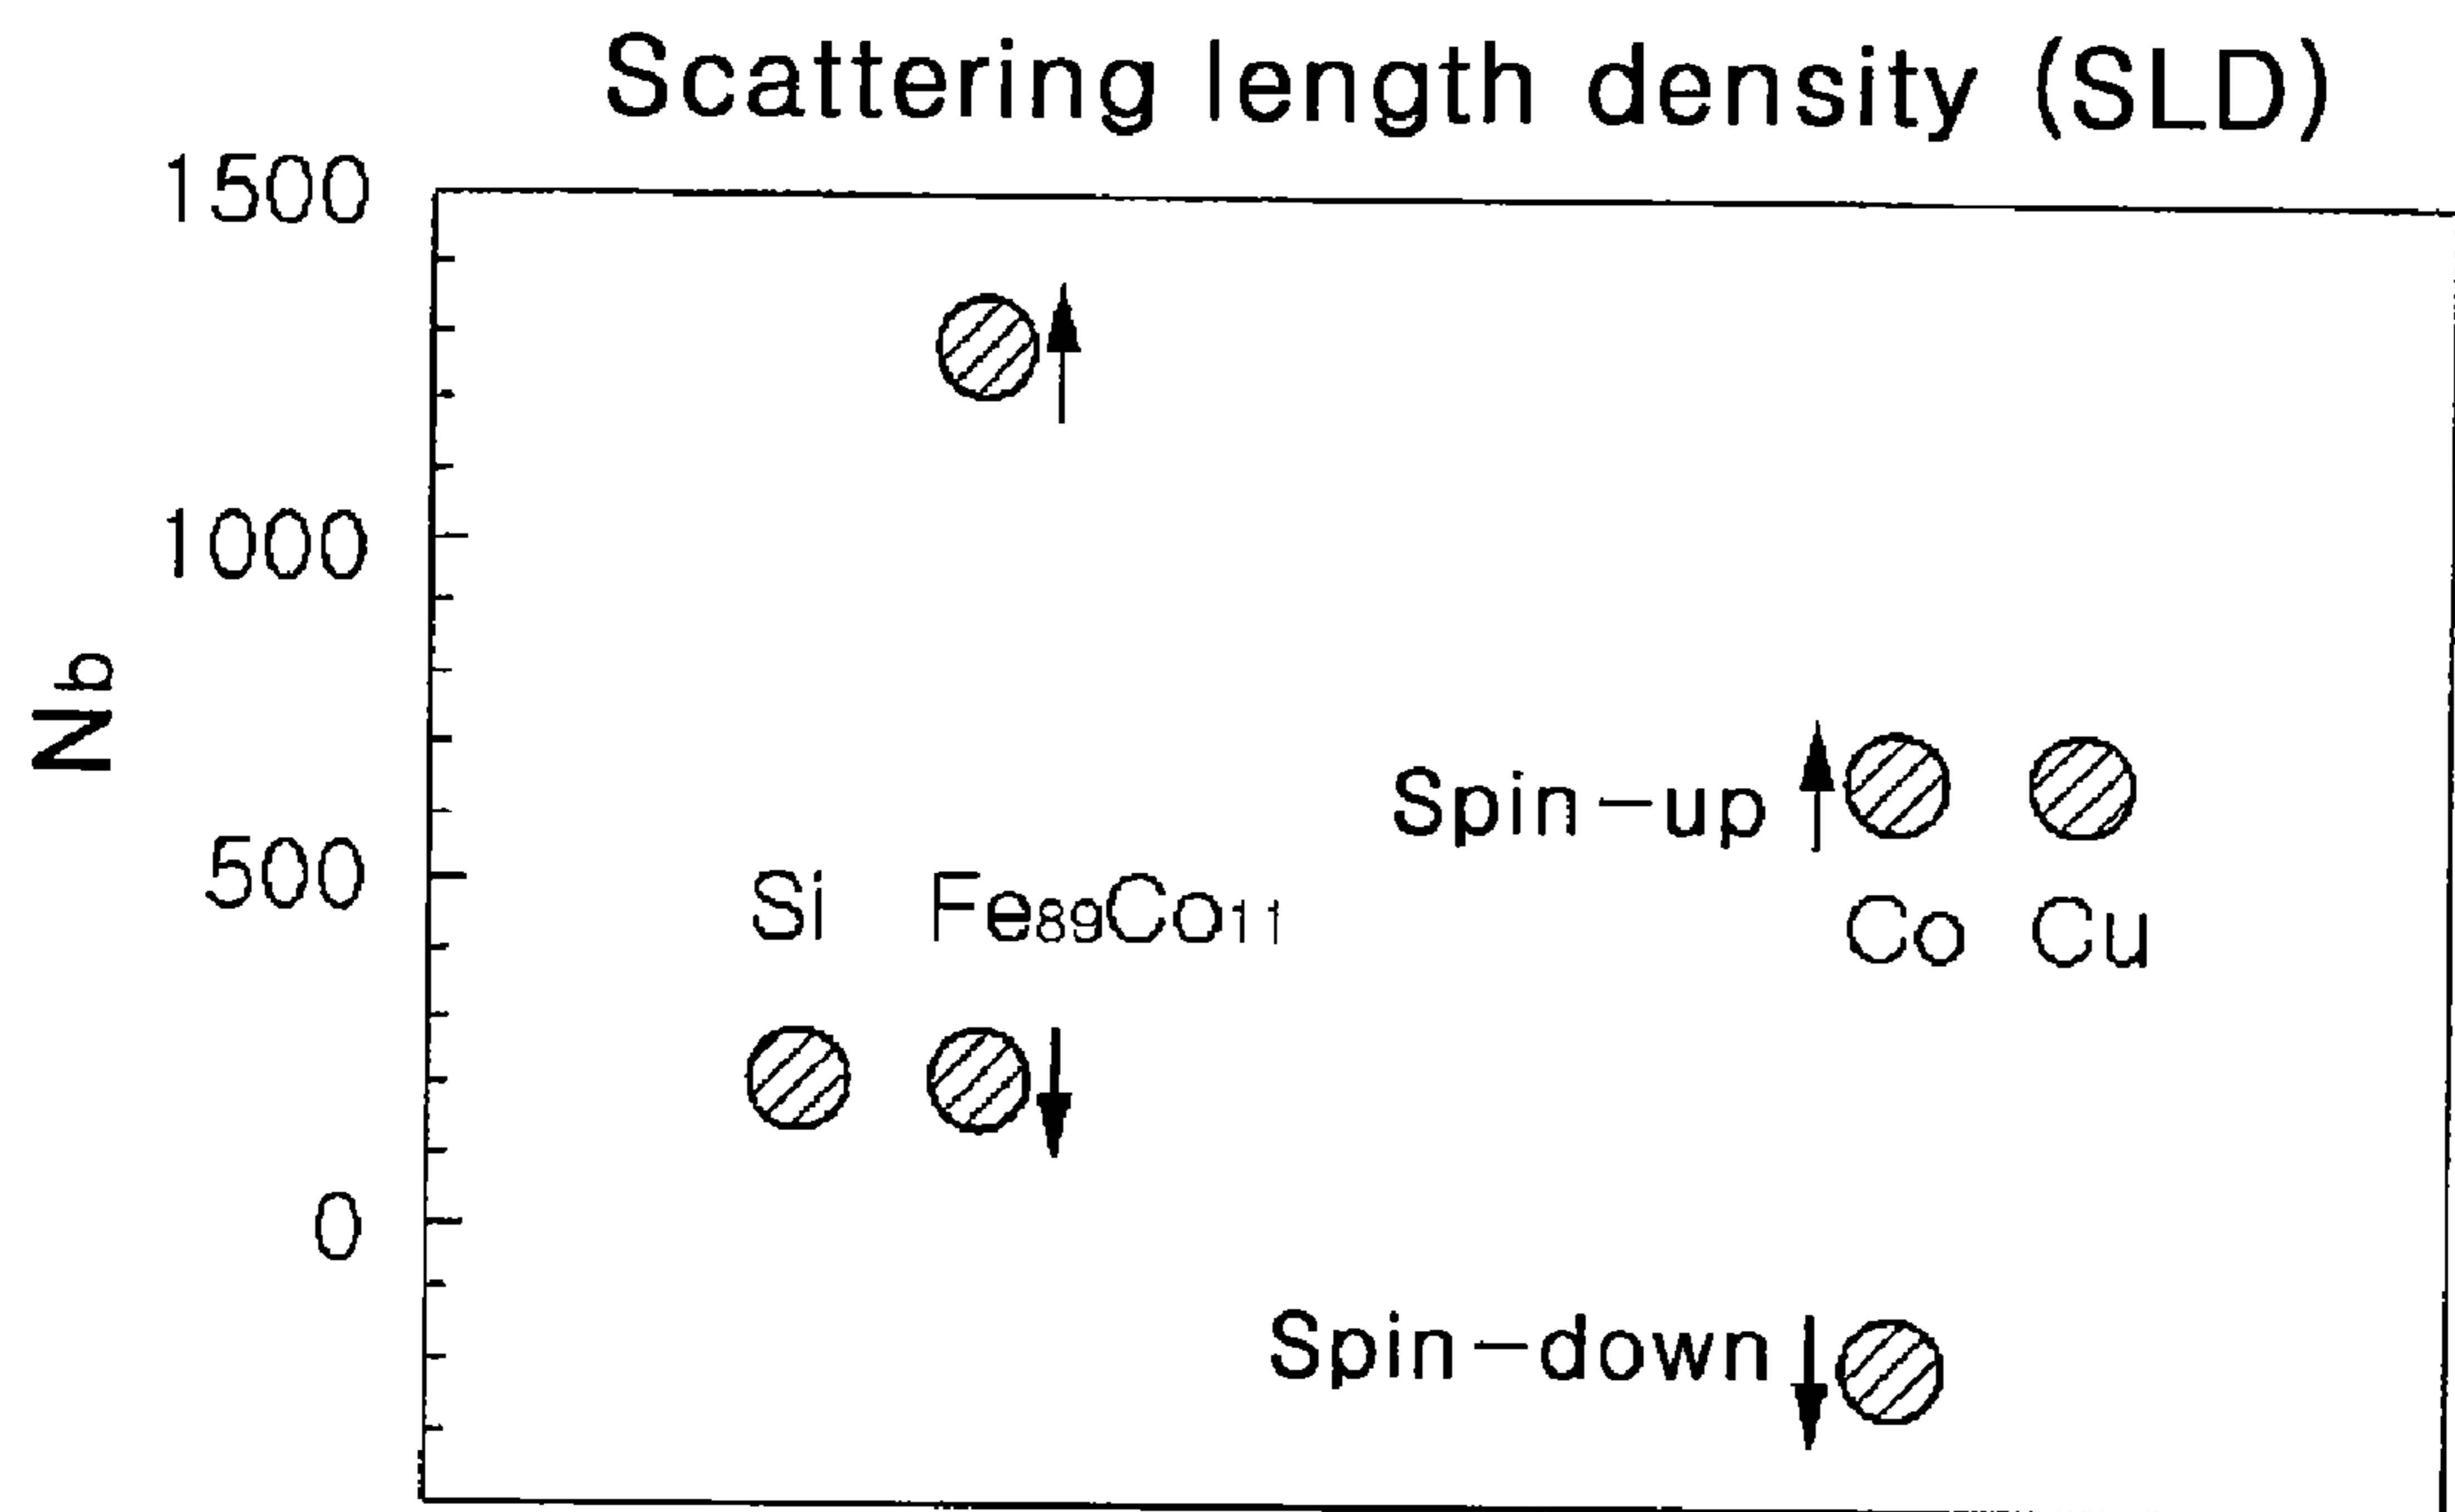 Scattering length density (SLD)
1500
1000
Nb
Spin-up
500
Si Fe₈₉Co₁₁
Co Cu
0
Spin-down